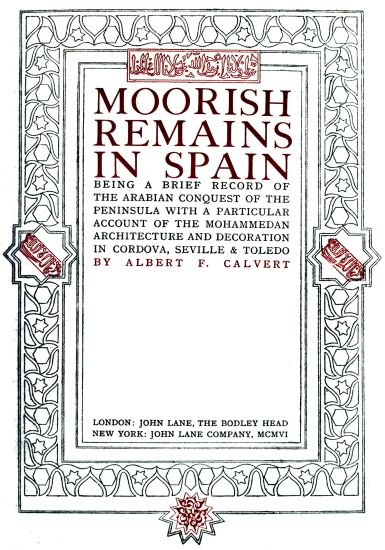 MOORISH
REMAINS
IN SPAIN
BEING A BRIEF RECORD OF
THE ARABIAN CONQUEST OF THE
PENINSULA WITH A PARTICULAR
ACCOUNT OF THE MOHAMMEDAN
ARCHITECTURE AND DECORATION
IN CORDOVA, SEVILLE & TOLEDO
BY ALBERT F. CALVERT
LONDON: JOHN LANE, THE BODLEY HEAD
NEW YORK: JOHN LANE COMPANY, MCMVI